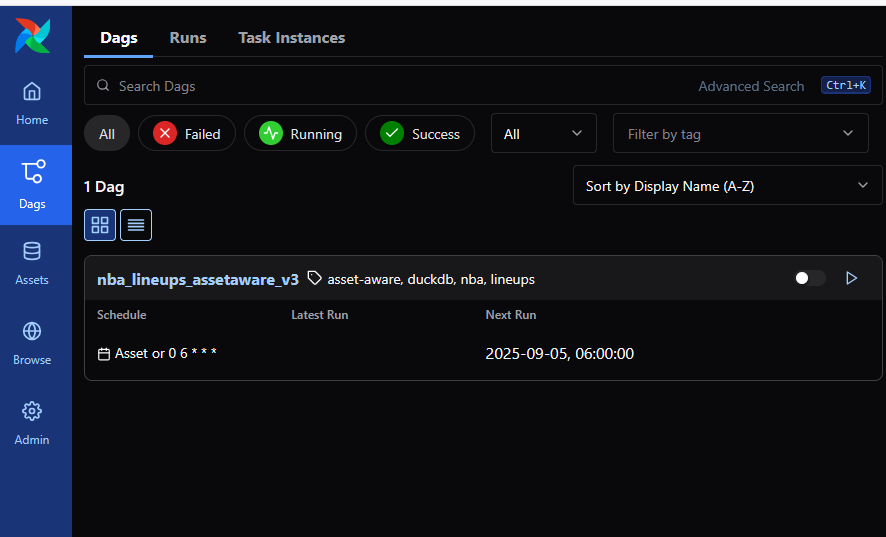 Dags Runs Task Instances
Search Dags Advanced Search Ctrl+K
All Failed Running Success All Filter by tag
1 Dag Sort by Display Name (A-Z)
nba_lineups_assetaware_v3 asset-aware, duckdb, nba, lineups
Schedule Latest Run Next Run
Asset or 0 6 * * * 2025-09-05, 06:00:00
Home
Dags
Assets
Browse
Admin